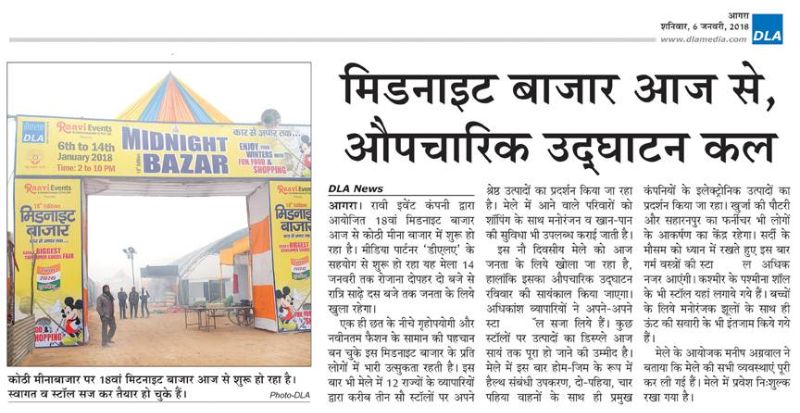 आगरा
शनिवार, 6 जनवरी, 2018
www.dlamedia.com
DLA
मिडनाइट बाजार आज से,
औपचारिक उद्घाटन कल
DLA
Raavi Events
6th to 14th
January 2018
Time: 2 to 10 PM
MIDNIGHT
BAZAR
कार से अपार तक...
ENJOY YOUR
WINTERS WITH
FUN FOOD &
SHOPPING
Raavi Events
मिडनाइट
बाजार
BIGGEST
कोठी मीनाबाजार पर 18वां मिटनाइट बाजार आज से शुरू हो रहा है।
स्वागत व स्टॉल सज कर तैयार हो चुके हैं।
Photo-DLA
DLA News
आगरा। रावी इवेंट कंपनी द्वारा
आयोजित 18वां मिडनाइट बाजार
आज से कोठी मीना बाजार में शुरू हो
रहा है। मीडिया पार्टनर 'डीएलए' के
सहयोग से शुरू हो रहा यह मेला 14
जनवरी तक रोजाना दोपहर दो बजे से
रात्रि साढ़े दस बजे तक जनता के लिये
खुला रहेगा।
एक ही छत के नीचे गृहोपयोगी और
नवीनतम फैशन के सामान की पहचान
बन चुके इस मिडनाइट बाजार के प्रति
लोगों में भारी उत्सुकता रहती है। इस
बार भी मेले में 12 राज्यों के व्यापारियों
द्वारा करीब तीन सौ स्टॉलों पर अपने
श्रेष्ठ उत्पादों का प्रदर्शन किया जा रहा
है। मेले में आने वाले परिवारों को
शॉपिंग के साथ मनोरंजन व खान-पान
की सुविधा भी उपलब्ध कराई जाती है।
इस नौ दिवसीय मेले को आज
जनता के लिये खोला जा रहा है,
हालांकि इसका औपचारिक उद्घाटन
रविवार की सायंकाल किया जाएगा।
अधिकांश व्यापारियों ने अपने-अपने
स्टा ल सजा लिये हैं। कुछ
स्टॉलों पर उत्पादों का डिस्प्ले आज
सायं तक पूरा हो जाने की उम्मीद है।
मेले में इस बार होम-जिम के रूप में
हैल्थ संबंधी उपकरण, दो-पहिया, चार
पहिया वाहनों के साथ ही प्रमुख
कंपनियों के इलेक्ट्रोनिक उत्पादों का
प्रदर्शन किया जा रहा। खुर्जा की पौटरी
और सहारनपुर का फर्नीचर भी लोगों
के आकर्षण का केंद्र रहेगा। सर्दी के
मौसम को ध्यान में रखते हुए इस बार
गर्म वस्त्रों की स्टा ल अधिक
नजर आएंगी। कश्मीर के पश्मीना शॉल
के भी स्टॉल यहां लगाये गये हैं। बच्चों
के लिये मनोरंजक झूलों के साथ ही
ऊंट की सवारी के भी इंतजाम किये गये
हैं।
मेले के आयोजक मनीष अग्रवाल ने
बताया कि मेले की सभी व्यवस्थाएं पूरी
कर ली गई हैं। मेले में प्रवेश निःशुल्क
रखा गया है।